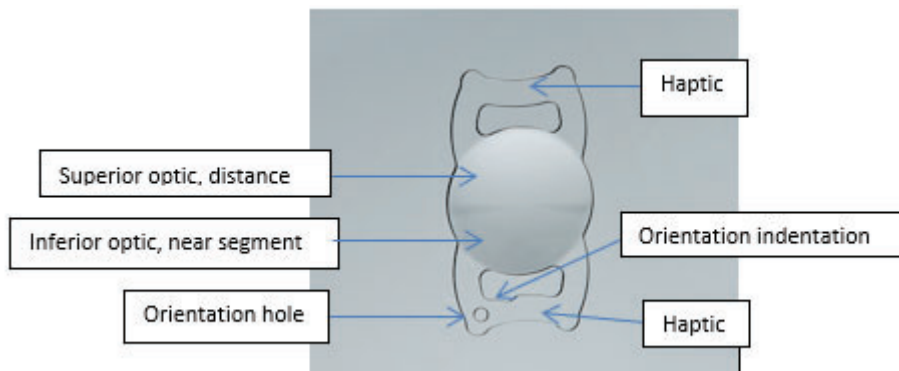 Haptic
Superior optic, distance
Inferior optic, near segment
Orientation indentation
Orientation hole
Haptic